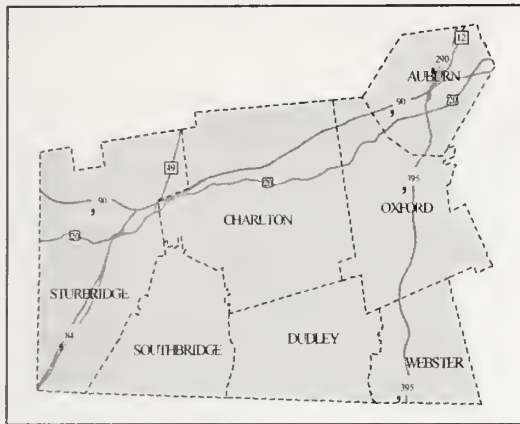 12
290
AUBURN
90
20
49
395
20
90
CHARLTON
OXFORD
20
STURBRIDGE
84
SOUTHBRIDGE
DUDLEY
WEBSTER
395